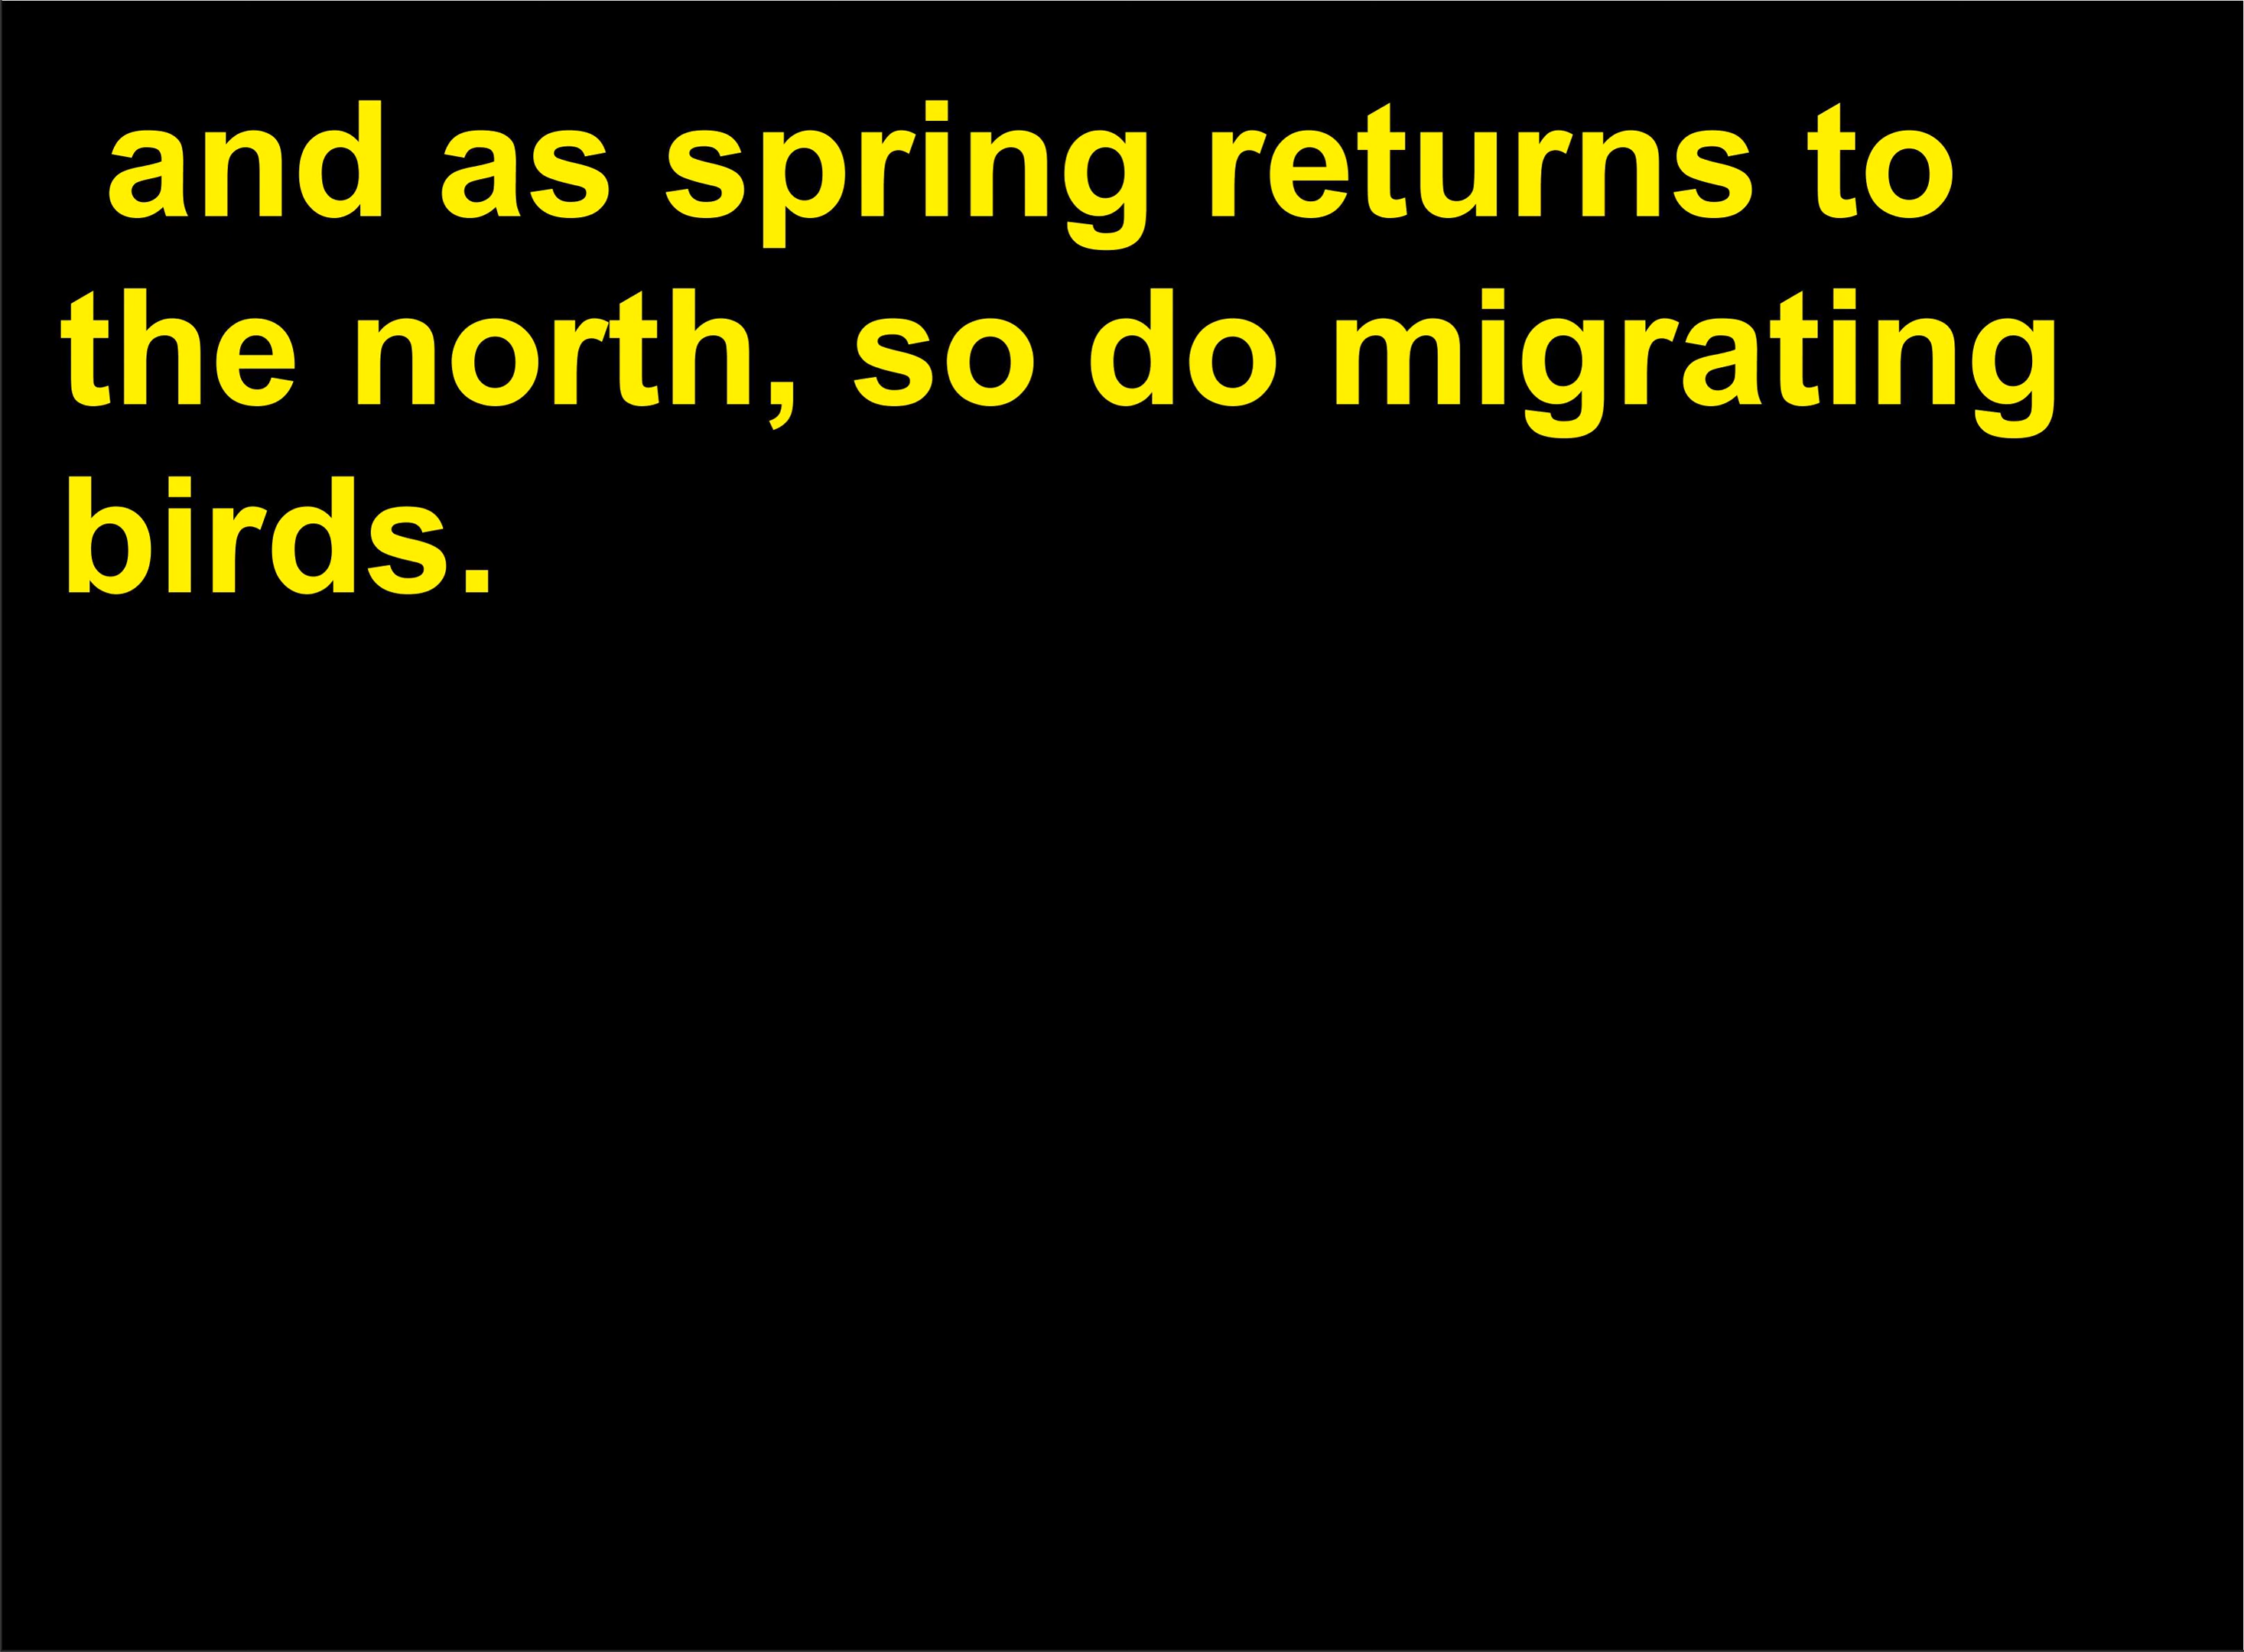 and as spring returns to
the north, so do migrating
birds.